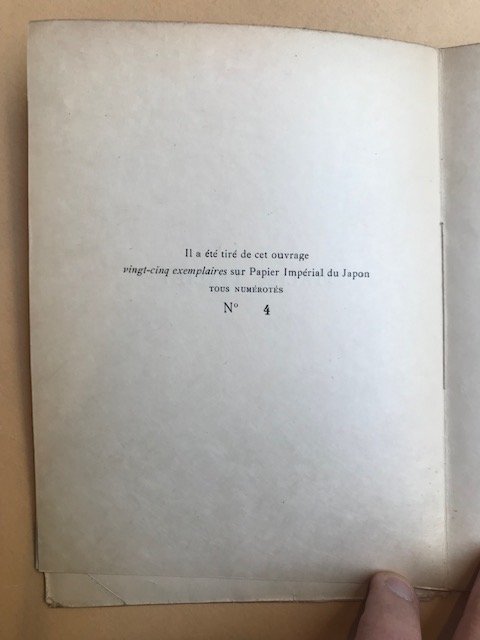 Il a été tiré de cet ouvrage
vingt-cinq exemplaires sur Papier Impérial du Japon
TOUS NUMÉROTÉS
N° 4